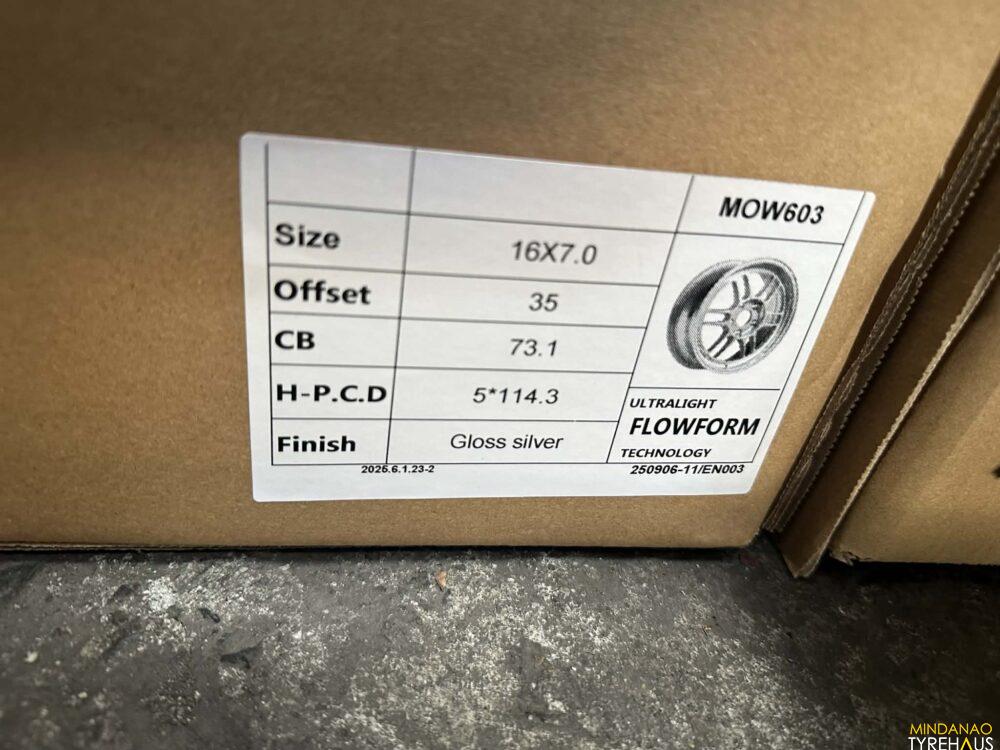 MOW603
Size 16X7.0
Offset 35
CB 73.1
H-P.C.D 5*114.3
Finish Gloss silver
ULTRALIGHT
FLOWFORM
TECHNOLOGY
2025.6.1.23-2 250906-11/EN003
MINDANAO
TYREHAUS